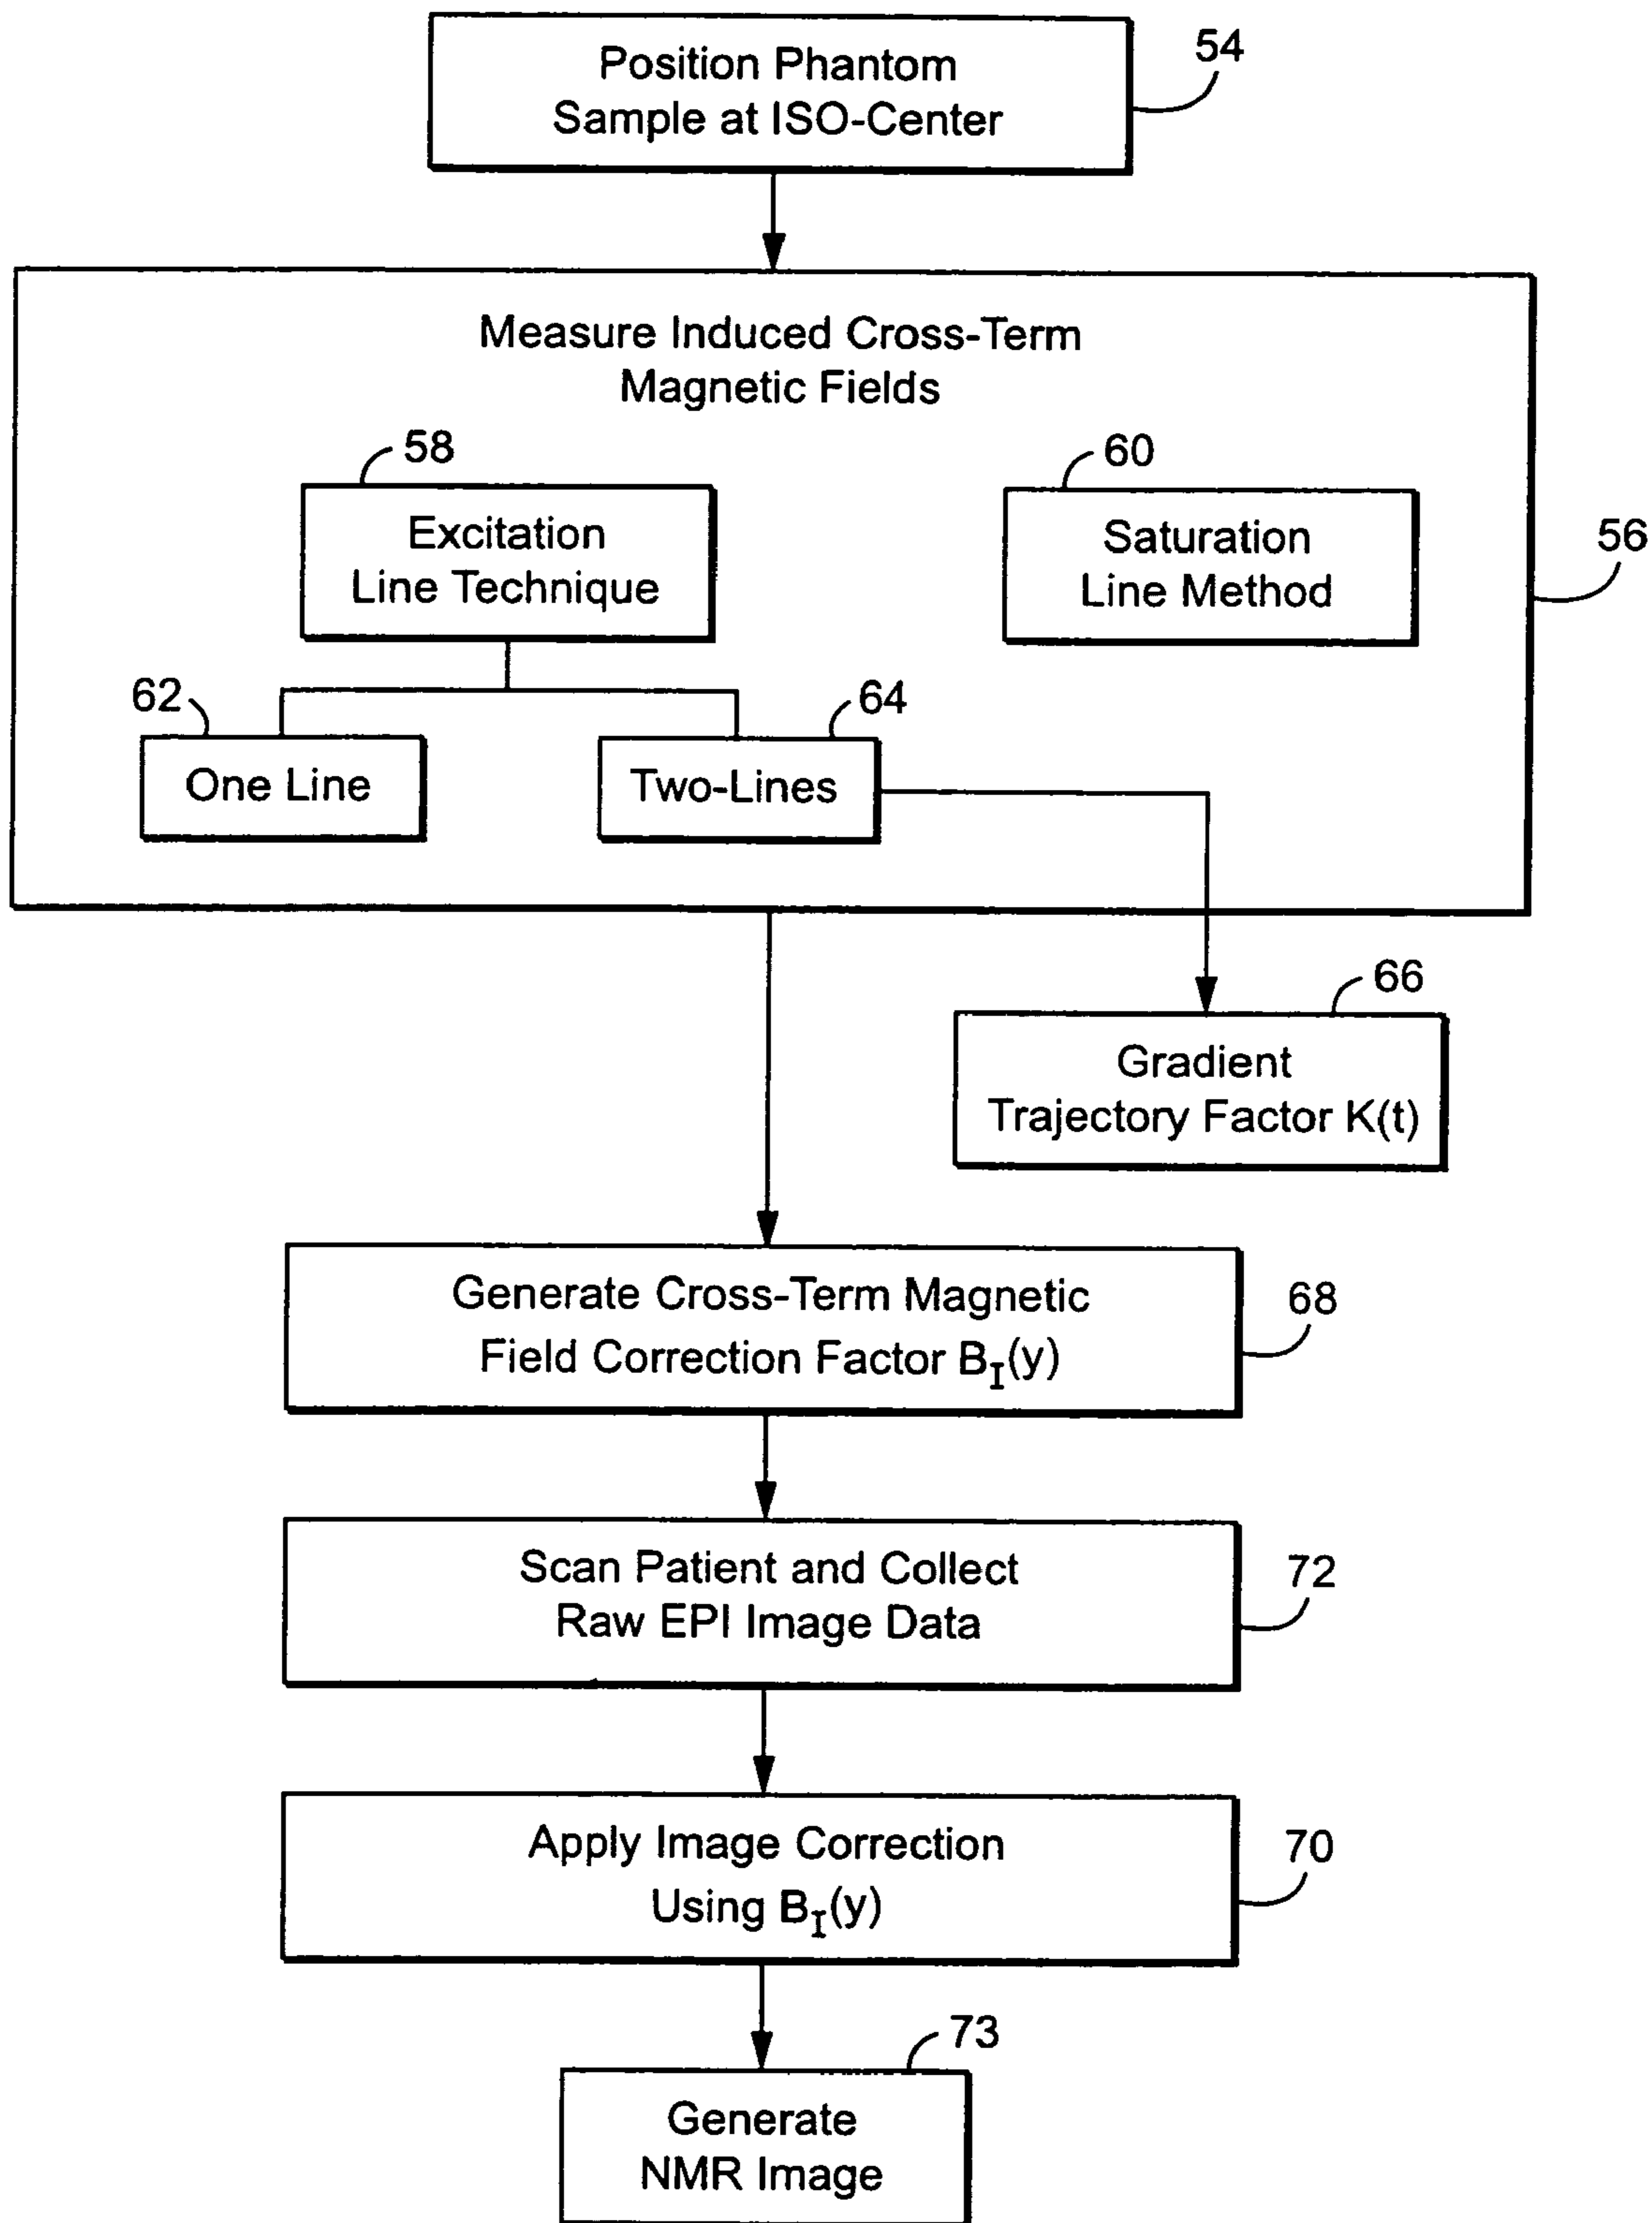 Position Phantom
Sample at ISO-Center
54
Measure Induced Cross-Term
Magnetic Fields
58
Excitation
Line Technique
60
Saturation
Line Method
56
62
One Line
64
Two-Lines
66
Gradient
Trajectory Factor K(t)
Generate Cross-Term Magnetic
Field Correction Factor B_I(y)
68
Scan Patient and Collect
Raw EPI Image Data
72
Apply Image Correction
Using B_I(y)
70
73
Generate
NMR Image